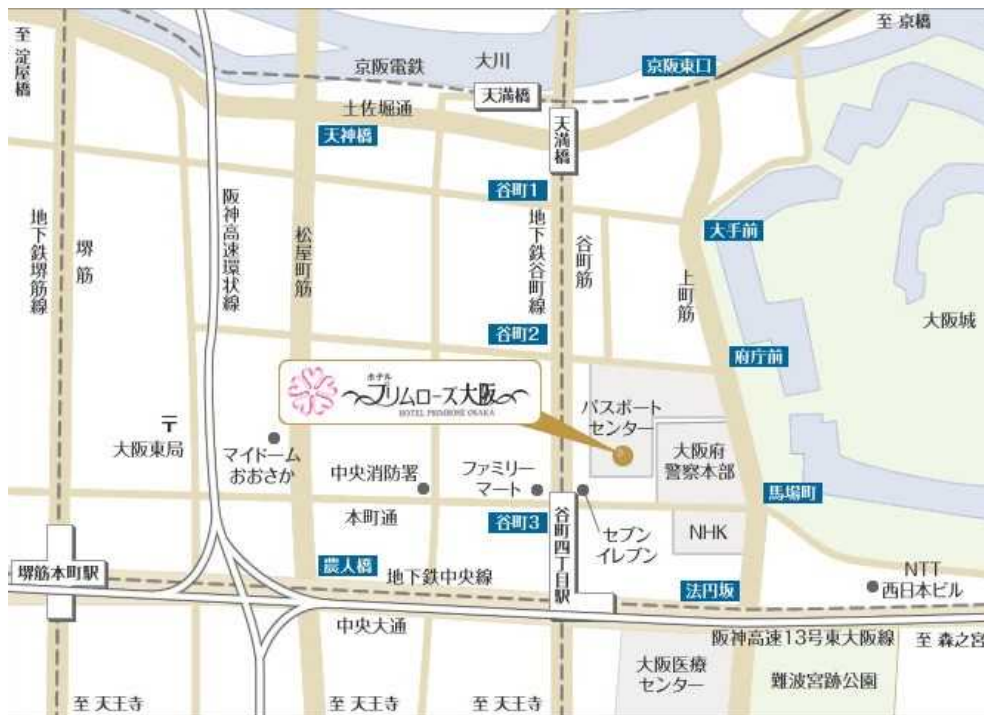 至 京橋
至 淀屋橋
京阪電鉄
大川
京阪東口
天満橋
土佐堀通
天神橋
天満橋
谷町1
地下鉄堺筋線
堺筋
阪神高速環状線
松屋町筋
地下鉄谷町線
谷町筋
大手前
上町筋
大阪城
谷町2
府庁前
ホテル
プリムローズ大阪
HOTEL PRIMROSE OSAKA
パスポート
センター
〒
大阪東局
マイドーム
おおさか
中央消防署
ファミリー
マート
大阪府
警察本部
馬場町
本町通
谷町3
セブン
イレブン
NHK
谷町四丁目駅
堺筋本町駅
農人橋
地下鉄中央線
法円坂
NTT
西日本ビル
中央大通
阪神高速13号東大阪線
至 森之宮
大阪医療
センター
難波宮跡公園
至 天王寺
至 天王寺
至 天王寺